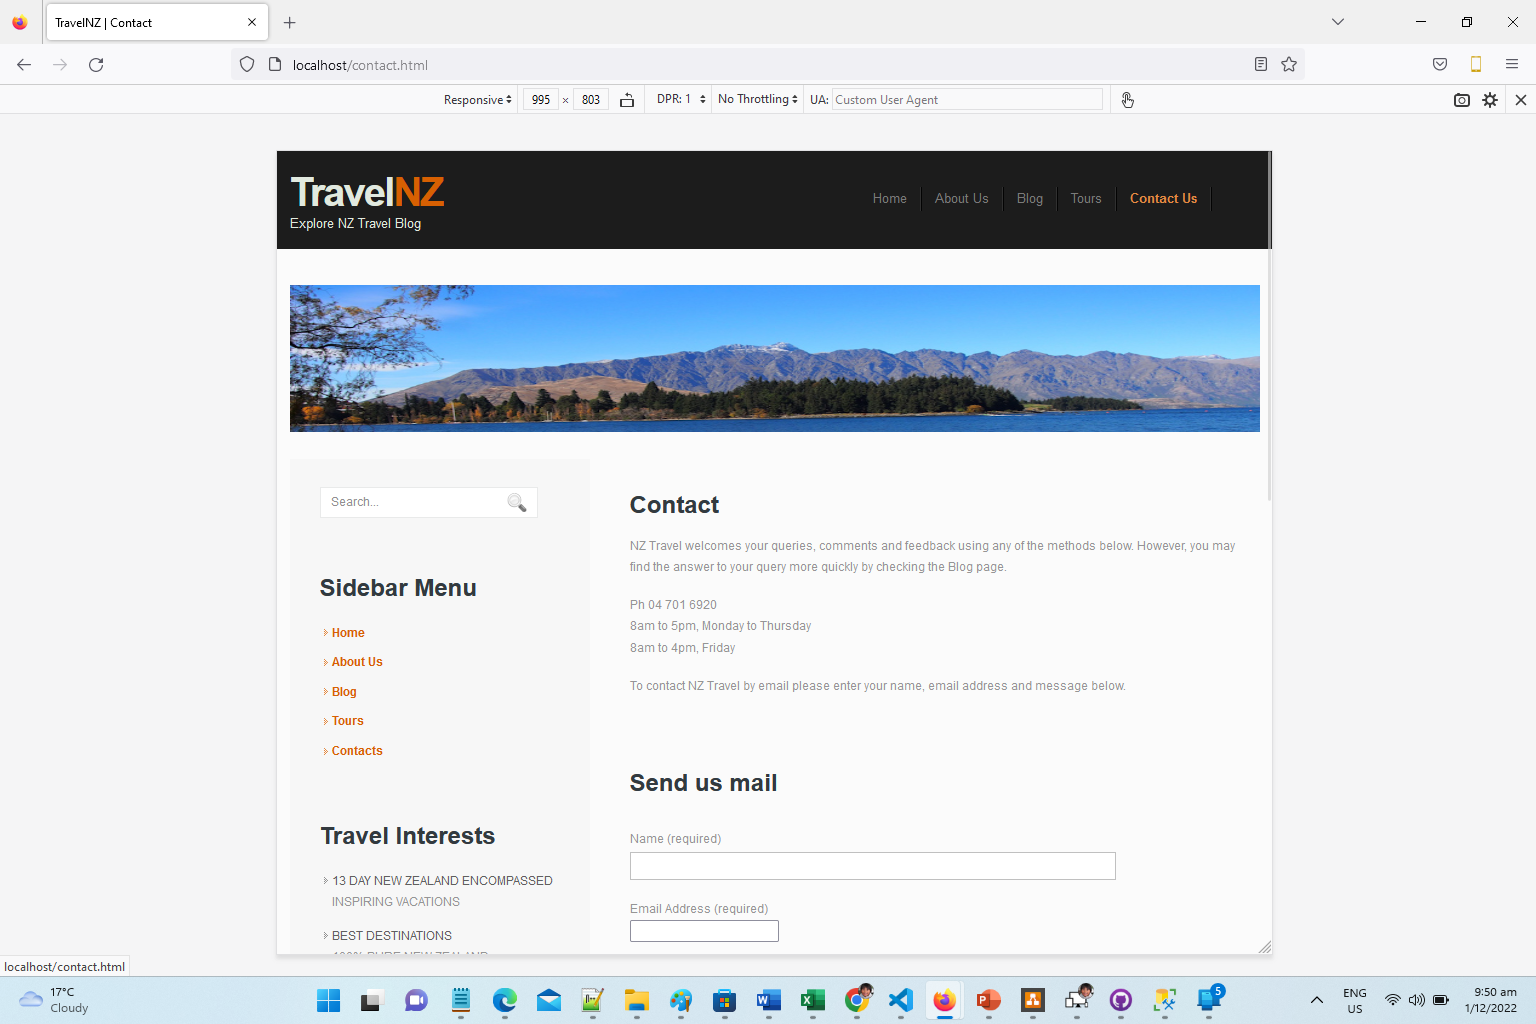 TravelNZ | Contact
localhost/contact.html
Responsive 995 × 803 DPR: 1 No Throttling UA: Custom User Agent
TravelNZ
Explore NZ Travel Blog
Home About Us Blog Tours Contact Us
Search...
Sidebar Menu
Home
About Us
Blog
Tours
Contacts
Travel Interests
13 DAY NEW ZEALAND ENCOMPASSED
INSPIRING VACATIONS
BEST DESTINATIONS
100% PURE NEW ZEALAND
Contact
NZ Travel welcomes your queries, comments and feedback using any of the methods below. However, you may
find the answer to your query more quickly by checking the Blog page.
Ph 04 701 6920
8am to 5pm, Monday to Thursday
8am to 4pm, Friday
To contact NZ Travel by email please enter your name, email address and message below.
Send us mail
Name (required)
Email Address (required)
localhost/contact.html
17°C
Cloudy
5
ENG
US
9:50 am
1/12/2022